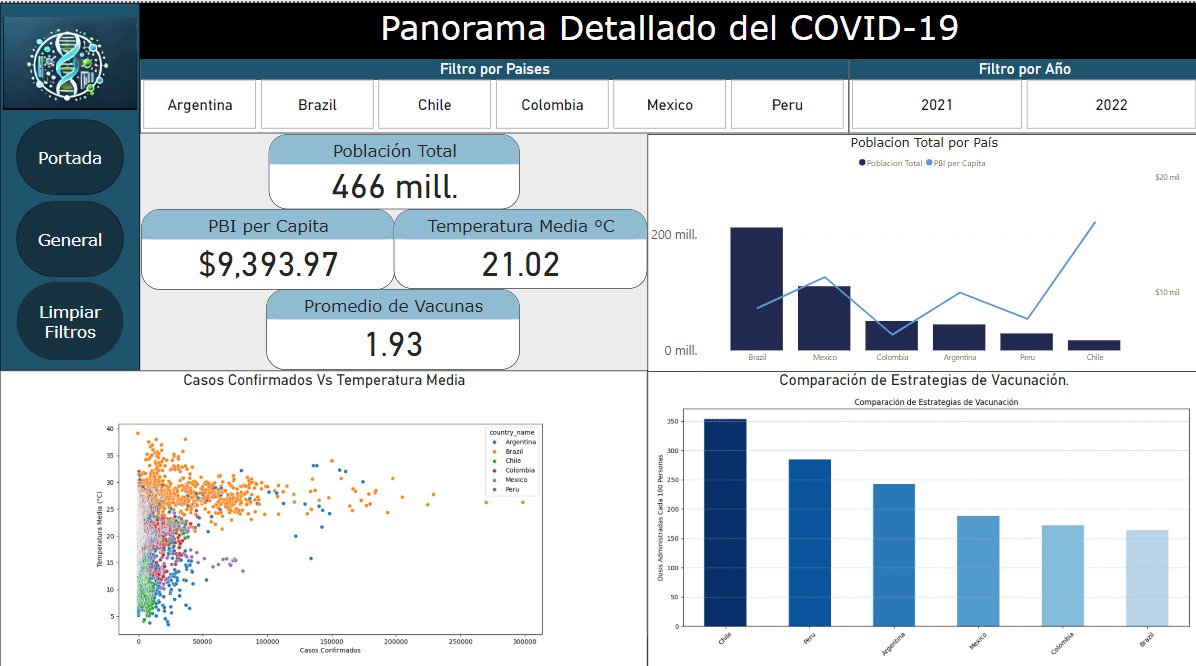 Panorama Detallado del COVID-19
Filtro por Paises
Filtro por Año
Argentina
Brazil
Chile
Colombia
Mexico
Peru
2021
2022
Portada
General
Limpiar
Filtros
Población Total
466 mill.
PBI per Capita
$9,393.97
Temperatura Media ºC
21.02
Promedio de Vacunas
1.93
Poblacion Total por País
Poblacion Total
PBI per Capita
$20 mil
200 mill.
$10 mil
0 mill.
Brazil
Mexico
Colombia
Argentina
Peru
Chile
Casos Confirmados Vs Temperatura Media
country_name
Argentina
Brazil
Chile
Colombia
Mexico
Peru
Temperatura Media (°C)
40
35
30
25
20
15
10
5
0
50000
100000
150000
200000
250000
300000
Casos Confirmados
Comparación de Estrategias de Vacunación.
Comparación de Estrategias de Vacunación
Dosis Administradas Cada 100 Personas
350
300
250
200
150
100
50
0
Chile
Peru
Argentina
Mexico
Colombia
Brazil